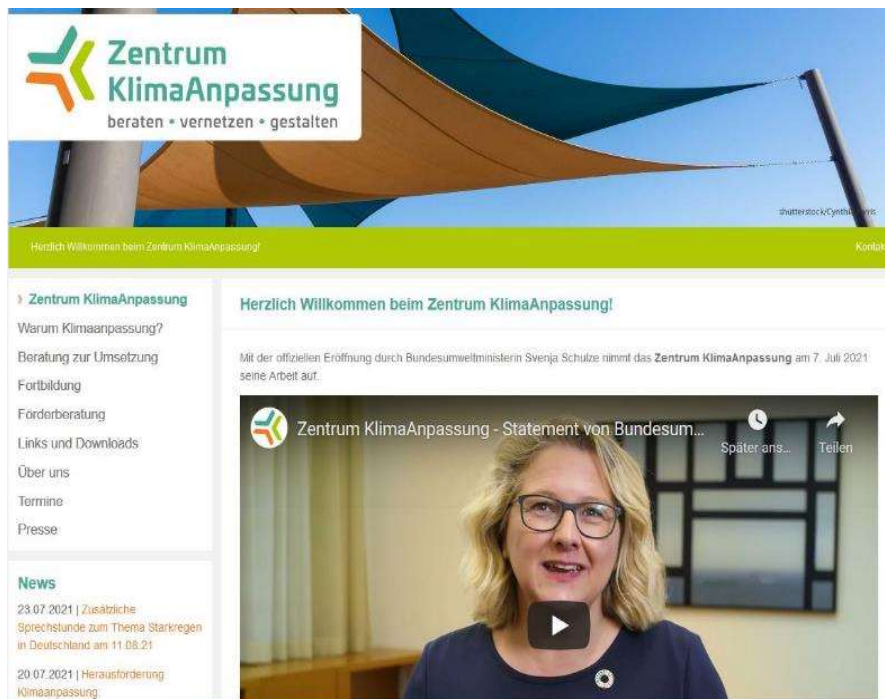 Zentrum
KlimaAnpassung
beraten • vernetzen • gestalten
shutterstock/Cynthia
Herzlich Willkommen beim Zentrum KlimaAnpassung!
Kontak
Zentrum KlimaAnpassung
Warum Klimaanpassung?
Beratung zur Umsetzung
Fortbildung
Förderberatung
Links und Downloads
Über uns
Termine
Presse
News
23.07.2021 | Zusätzliche
Sprechstunde zum Thema Starkregen
in Deutschland am 11.08.21
20.07.2021 | Herausforderung
Klimaanpassung:
Herzlich Willkommen beim Zentrum KlimaAnpassung!
Mit der offiziellen Eröffnung durch Bundesumweltministerin Svenja Schulze nimmt das Zentrum KlimaAnpassung am 7. Juli 2021
seine Arbeit auf.
Zentrum KlimaAnpassung - Statement von Bundesum...
Später ans...
Teilen